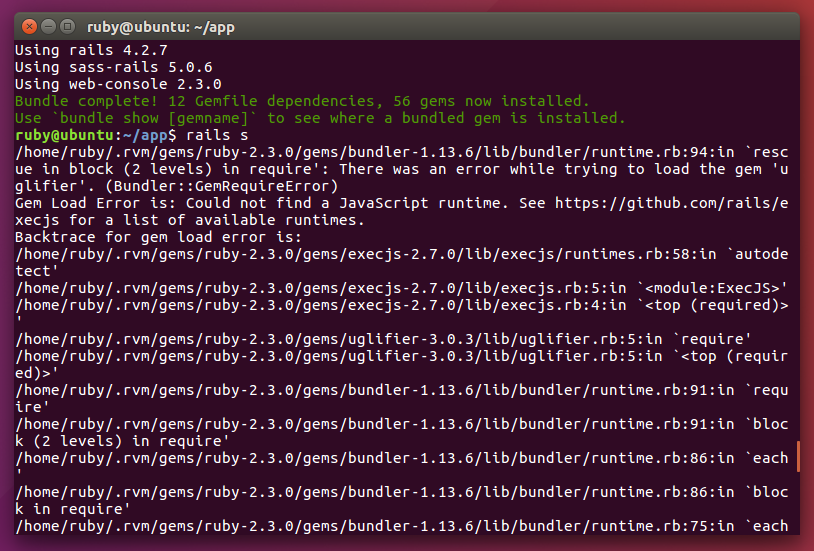 ruby@ubuntu: ~/app
Using rails 4.2.7
Using sass-rails 5.0.6
Using web-console 2.3.0
Bundle complete! 12 Gemfile dependencies, 56 gems now installed.
Use `bundle show [gemname]` to see where a bundled gem is installed.
ruby@ubuntu:~/app$ rails s
/home/ruby/.rvm/gems/ruby-2.3.0/gems/bundler-1.13.6/lib/bundler/runtime.rb:94:in `resc
ue in block (2 levels) in require': There was an error while trying to load the gem 'u
glifier'. (Bundler::GemRequireError)
Gem Load Error is: Could not find a JavaScript runtime. See https://github.com/rails/e
xecjs for a list of available runtimes.
Backtrace for gem load error is:
/home/ruby/.rvm/gems/ruby-2.3.0/gems/execjs-2.7.0/lib/execjs/runtimes.rb:58:in `autode
tect'
/home/ruby/.rvm/gems/ruby-2.3.0/gems/execjs-2.7.0/lib/execjs.rb:5:in `<module:ExecJS>'
/home/ruby/.rvm/gems/ruby-2.3.0/gems/execjs-2.7.0/lib/execjs.rb:4:in `<top (required)>
'
/home/ruby/.rvm/gems/ruby-2.3.0/gems/uglifier-3.0.3/lib/uglifier.rb:5:in `require'
/home/ruby/.rvm/gems/ruby-2.3.0/gems/uglifier-3.0.3/lib/uglifier.rb:5:in `<top (requir
ed)>'
/home/ruby/.rvm/gems/ruby-2.3.0/gems/bundler-1.13.6/lib/bundler/runtime.rb:91:in `requ
ire'
/home/ruby/.rvm/gems/ruby-2.3.0/gems/bundler-1.13.6/lib/bundler/runtime.rb:91:in `bloc
k (2 levels) in require'
/home/ruby/.rvm/gems/ruby-2.3.0/gems/bundler-1.13.6/lib/bundler/runtime.rb:86:in `each
'
/home/ruby/.rvm/gems/ruby-2.3.0/gems/bundler-1.13.6/lib/bundler/runtime.rb:86:in `bloc
k in require'
/home/ruby/.rvm/gems/ruby-2.3.0/gems/bundler-1.13.6/lib/bundler/runtime.rb:75:in `each